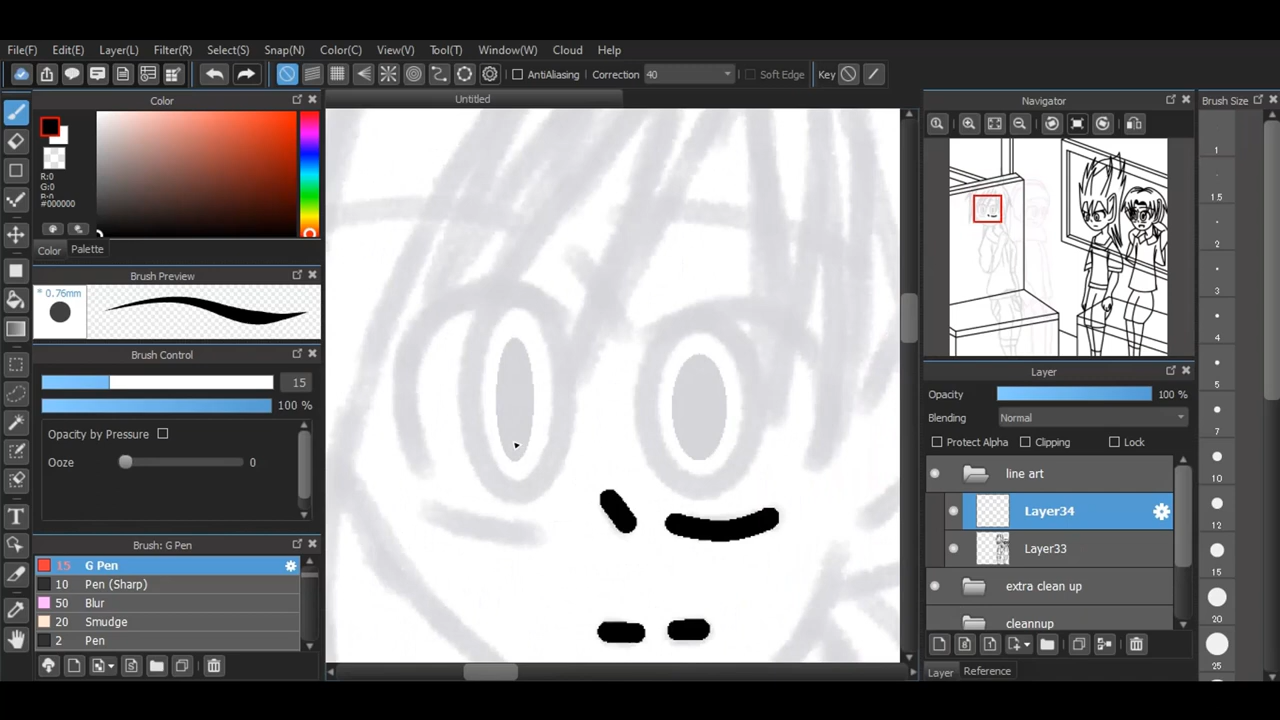 File(F) Edit(E) Layer(L) Filter(R) Select(S) Snap(N) Color(C) View(V) Tool(T) Window(W) Cloud Help
AntiAliasing Correction 40 Soft Edge Key
Color
R:0
G:0
B:0
#000000
Color Palette
Brush Preview
* 0.76mm
Brush Control
15
100 %
Opacity by Pressure
Ooze 0
Brush: G Pen
15 G Pen
10 Pen (Sharp)
50 Blur
20 Smudge
2 Pen
Untitled
Navigator
Layer
Opacity 100 %
Blending Normal
Protect Alpha Clipping Lock
line art
Layer34
Layer33
extra clean up
cleannup
Layer Reference
Brush Size
1
1.5
2
3
5
7
10
12
15
20
25